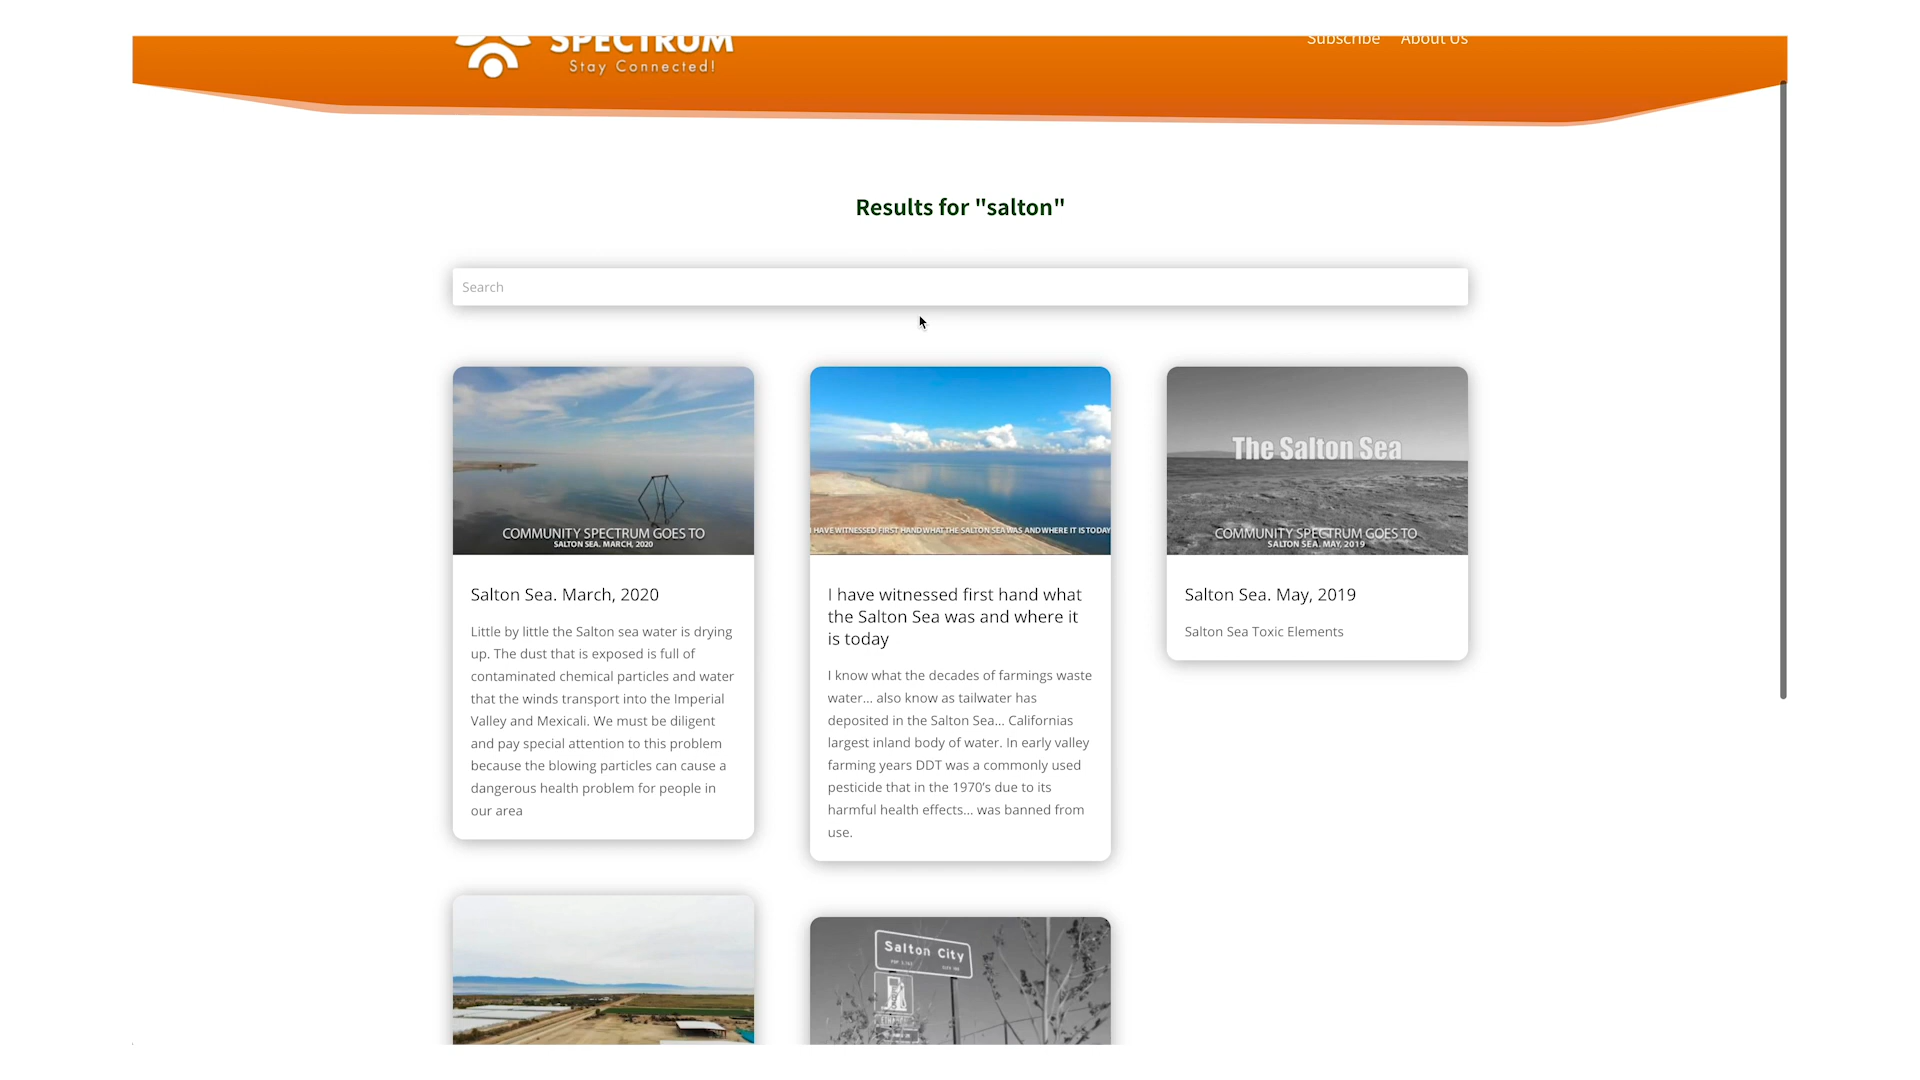 SPECTRUM
Stay Connected!
Subscribe About Us
Results for "salton"
Search
COMMUNITY SPECTRUM GOES TO
SALTON SEA. MARCH, 2020
Salton Sea. March, 2020
Little by little the Salton sea water is drying
up. The dust that is exposed is full of
contaminated chemical particles and water
that the winds transport into the Imperial
Valley and Mexicali. We must be diligent
and pay special attention to this problem
because the blowing particles can cause a
dangerous health problem for people in
our area
I HAVE WITNESSED FIRST HAND WHAT THE SALTON SEA WAS AND WHERE IT IS TODAY
I have witnessed first hand what
the Salton Sea was and where it
is today
I know what the decades of farmings waste
water... also know as tailwater has
deposited in the Salton Sea... Californias
largest inland body of water. In early valley
farming years DDT was a commonly used
pesticide that in the 1970's due to its
harmful health effects... was banned from
use.
The Salton Sea
COMMUNITY SPECTRUM GOES TO
SALTON SEA. MAY, 2019
Salton Sea. May, 2019
Salton Sea Toxic Elements
Salton City